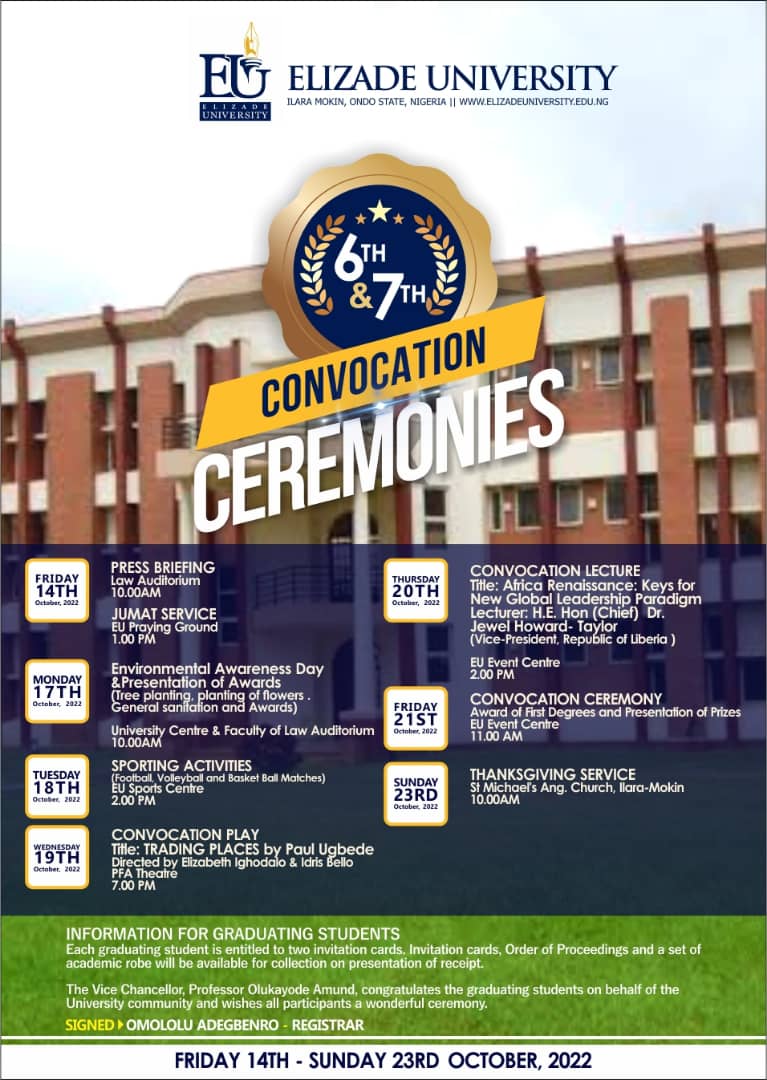 EU
ELIZADE
UNIVERSITY
ELIZADE UNIVERSITY
ILARA MOKIN, ONDO STATE, NIGERIA || WWW.ELIZADEUNIVERSITY.EDU.NG
6TH
& 7TH
CONVOCATION
CEREMONIES
FRIDAY
14TH
October, 2022
PRESS BRIEFING
Law Auditorium
10.00AM
JUMAT SERVICE
EU Praying Ground
1.00 PM
MONDAY
17TH
October, 2022
Environmental Awareness Day
&Presentation of Awards
(Tree planting, planting of flowers .
General sanitation and Awards)
University Centre & Faculty of Law Auditorium
10.00AM
TUESDAY
18TH
October, 2022
SPORTING ACTIVITIES
(Football, Volleyball and Basket Ball Matches)
EU Sports Centre
2.00 PM
WEDNESDAY
19TH
October, 2022
CONVOCATION PLAY
Title: TRADING PLACES by Paul Ugbede
Directed by Elizabeth Ighodalo & Idris Bello
PFA Theatre
7.00 PM
THURSDAY
20TH
October, 2022
CONVOCATION LECTURE
Title: Africa Renaissance: Keys for
New Global Leadership Paradigm
Lecturer: H.E. Hon (Chief) Dr.
Jewel Howard- Taylor
(Vice-President, Republic of Liberia )
EU Event Centre
2.00 PM
FRIDAY
21ST
October, 2022
CONVOCATION CEREMONY
Award of First Degrees and Presentation of Prizes
EU Event Centre
11.00 AM
SUNDAY
23RD
October, 2022
THANKSGIVING SERVICE
St Michael's Ang. Church, Ilara-Mokin
10.00AM
INFORMATION FOR GRADUATING STUDENTS
Each graduating student is entitled to two invitation cards. Invitation cards, Order of Proceedings and a set of
academic robe will be available for collection on presentation of receipt.
The Vice Chancellor, Professor Olukayode Amund, congratulates the graduating students on behalf of the
University community and wishes all participants a wonderful ceremony.
SIGNED OMOLOLU ADEGBENRO - REGISTRAR
FRIDAY 14TH - SUNDAY 23RD OCTOBER, 2022